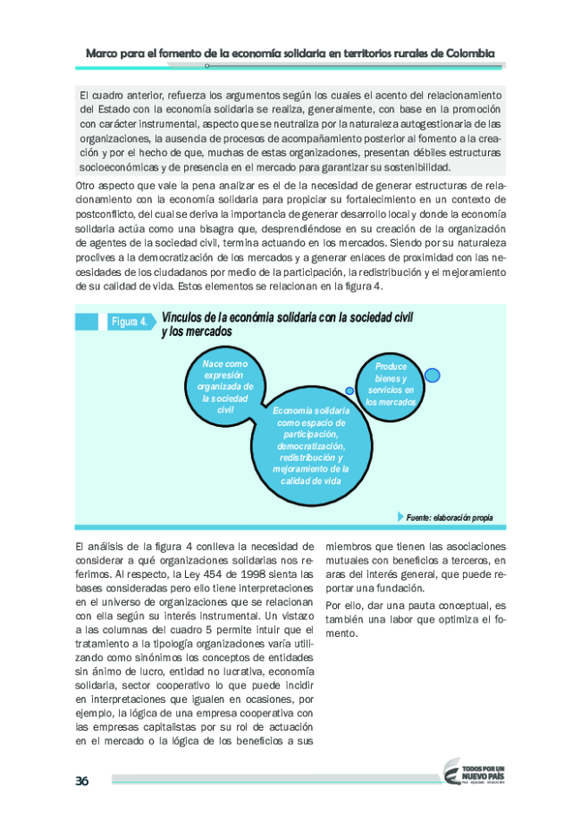 Marco para el fomento de la economía solidaria en territorios rurales de Colombia
El cuadro anterior, refuerza los argumentos según los cuales el acento del relacionamiento
del Estado con la economía solidaria se realiza, generalmente, con base en la promoción
con carácter instrumental, aspecto que se neutraliza por la naturaleza autogestionaria de las
organizaciones, la ausencia de procesos de acompañamiento posterior al fomento a la crea-
ción y por el hecho de que, muchas de estas organizaciones, presentan débiles estructuras
socioeconómicas y de presencia en el mercado para garantizar su sostenibilidad.
Otro aspecto que vale la pena analizar es el de la necesidad de generar estructuras de rela-
cionamiento con la economía solidaria para propiciar su fortalecimiento en un contexto de
postconflicto, del cual se deriva la importancia de generar desarrollo local y donde la economía
solidaria actúa como una bisagra que, desprendiéndose en su creación de la organización
de agentes de la sociedad civil, termina actuando en los mercados. Siendo por su naturaleza
proclives a la democratización de los mercados y a generar enlaces de proximidad con las ne-
cesidades de los ciudadanos por medio de la participación, la redistribución y el mejoramiento
de su calidad de vida. Estos elementos se relacionan en la figura 4.
Figura 4.
Vínculos de la económia solidaria con la sociedad civil
y los mercados
Nace como
expresión
organizada de
la sociedad
civil
Economía solidaria
como espacio de
participación,
democratización,
redistribución y
mejoramiento de la
calidad de vida
Produce
bienes y
servicios en
los mercados
Fuente: elaboración propia
El análisis de la figura 4 conlleva la necesidad de
considerar a qué organizaciones solidarias nos re-
ferimos. Al respecto, la Ley 454 de 1998 sienta las
bases consideradas pero ello tiene interpretaciones
en el universo de organizaciones que se relacionan
con ella según su interés instrumental. Un vistazo
a las columnas del cuadro 5 permite intuir que el
tratamiento a la tipología organizaciones varía utili-
zando como sinónimos los conceptos de entidades
sin ánimo de lucro, entidad no lucrativa, economía
solidaria, sector cooperativo lo que puede incidir
en interpretaciones que igualen en ocasiones, por
ejemplo, la lógica de una empresa cooperativa con
las empresas capitalistas por su rol de actuación
en el mercado o la lógica de los beneficios a sus
miembros que tienen las asociaciones
mutuales con beneficios a terceros, en
aras del interés general, que puede re-
portar una fundación.
Por ello, dar una pauta conceptual, es
también una labor que optimiza el fo-
mento.
36
TODOS POR UN
NUEVO PAÍS
PAZ EQUIDAD EDUCACIÓN